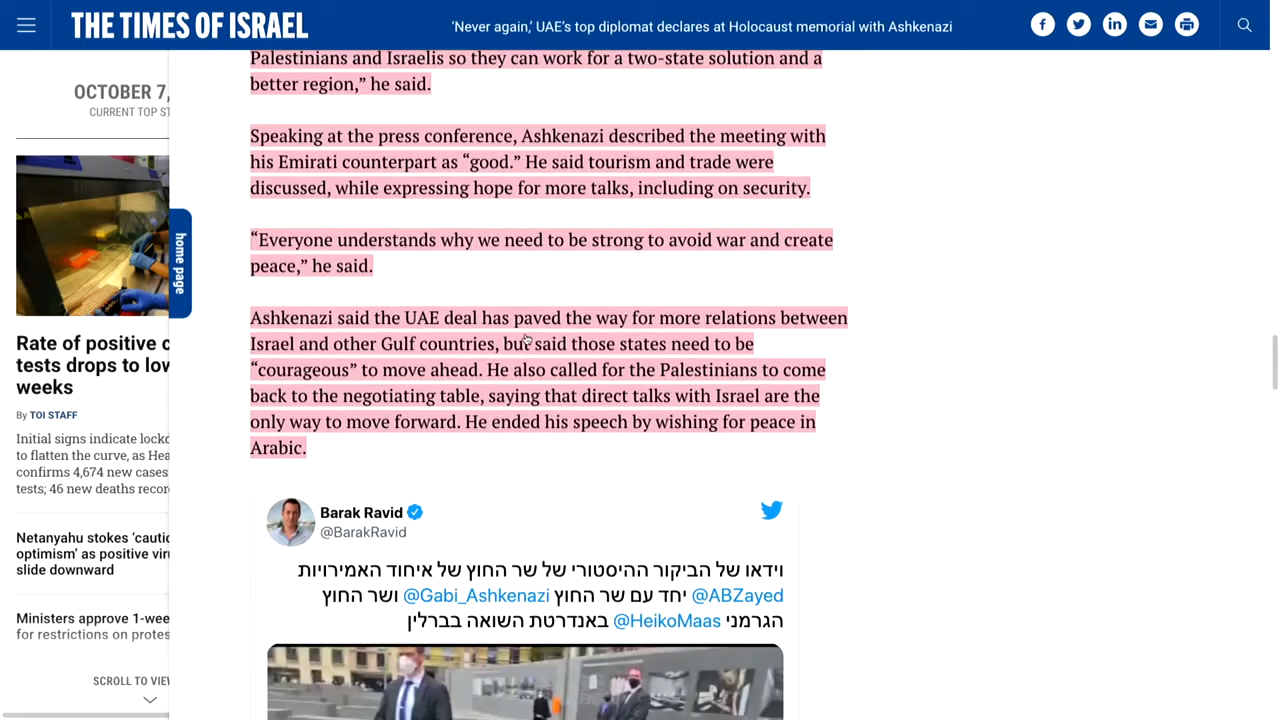 THE TIMES OF ISRAEL
'Never again,' UAE's top diplomat declares at Holocaust memorial with Ashkenazi
OCTOBER 7,
CURRENT TOP ST
home page
Rate of positive c
tests drops to low
weeks
By TOI STAFF
Initial signs indicate lockd
to flatten the curve, as Hea
confirms 4,674 new cases
tests; 46 new deaths recor
Netanyahu stokes 'cautic
optimism' as positive viru
slide downward
Ministers approve 1-wee
for restrictions on protes
SCROLL TO VIEW
Palestinians and Israelis so they can work for a two-state solution and a
better region,” he said.
Speaking at the press conference, Ashkenazi described the meeting with
his Emirati counterpart as “good.” He said tourism and trade were
discussed, while expressing hope for more talks, including on security.
“Everyone understands why we need to be strong to avoid war and create
peace,” he said.
Ashkenazi said the UAE deal has paved the way for more relations between
Israel and other Gulf countries, but said those states need to be
“courageous” to move ahead. He also called for the Palestinians to come
back to the negotiating table, saying that direct talks with Israel are the
only way to move forward. He ended his speech by wishing for peace in
Arabic.
Barak Ravid
@BarakRavid
וידאו של הביקור ההיסטורי של שר החוץ של איחוד האמירויות
@ABZayed יחד עם שר החוץ @Gabi_Ashkenazi ושר החוץ
הגרמני @HeikoMaas באנדרטת השואה בברלין